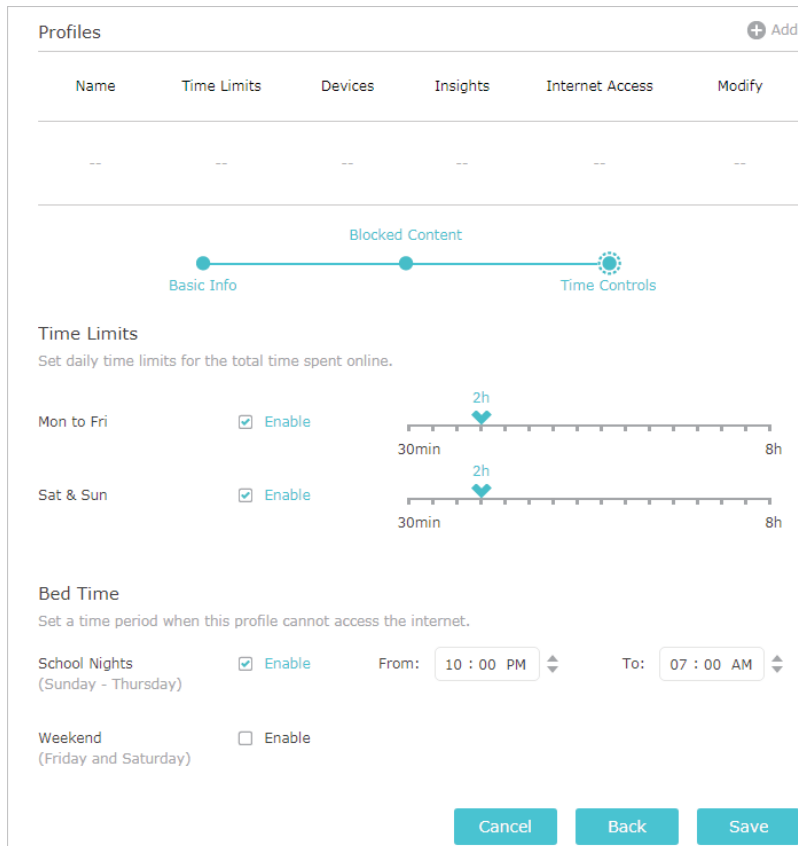 Profiles Add
Name Time Limits Devices Insights Internet Access Modify
-- -- -- -- -- --
Blocked Content
Basic Info Time Controls
Time Limits
Set daily time limits for the total time spent online.
2h
Mon to Fri Enable
30min 8h
2h
Sat & Sun Enable
30min 8h
Bed Time
Set a time period when this profile cannot access the internet.
School Nights Enable From: 10 : 00 PM To: 07 : 00 AM
(Sunday - Thursday)
Weekend Enable
(Friday and Saturday)
Cancel Back Save